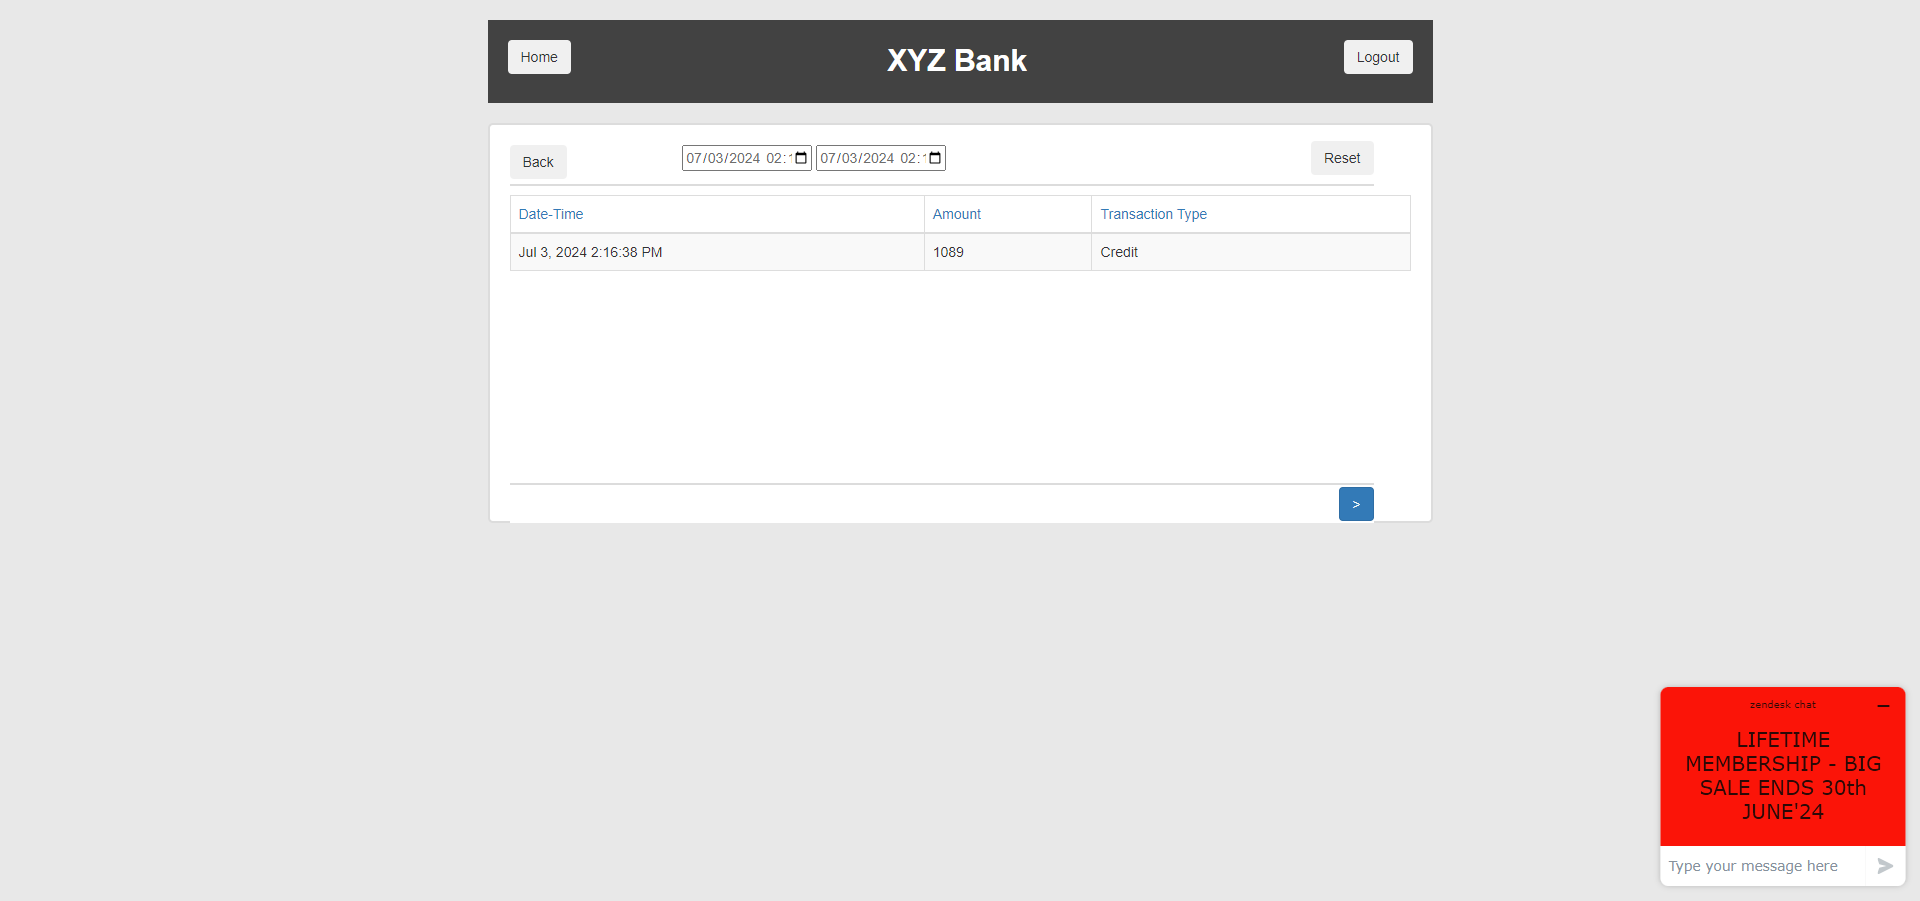 Home
XYZ Bank
Logout
Back
07/03/2024 02:
07/03/2024 02:
Reset
Date-Time Amount Transaction Type
Jul 3, 2024 2:16:38 PM 1089 Credit
>
zendesk chat
LIFETIME
MEMBERSHIP - BIG
SALE ENDS 30th
JUNE'24
Type your message here